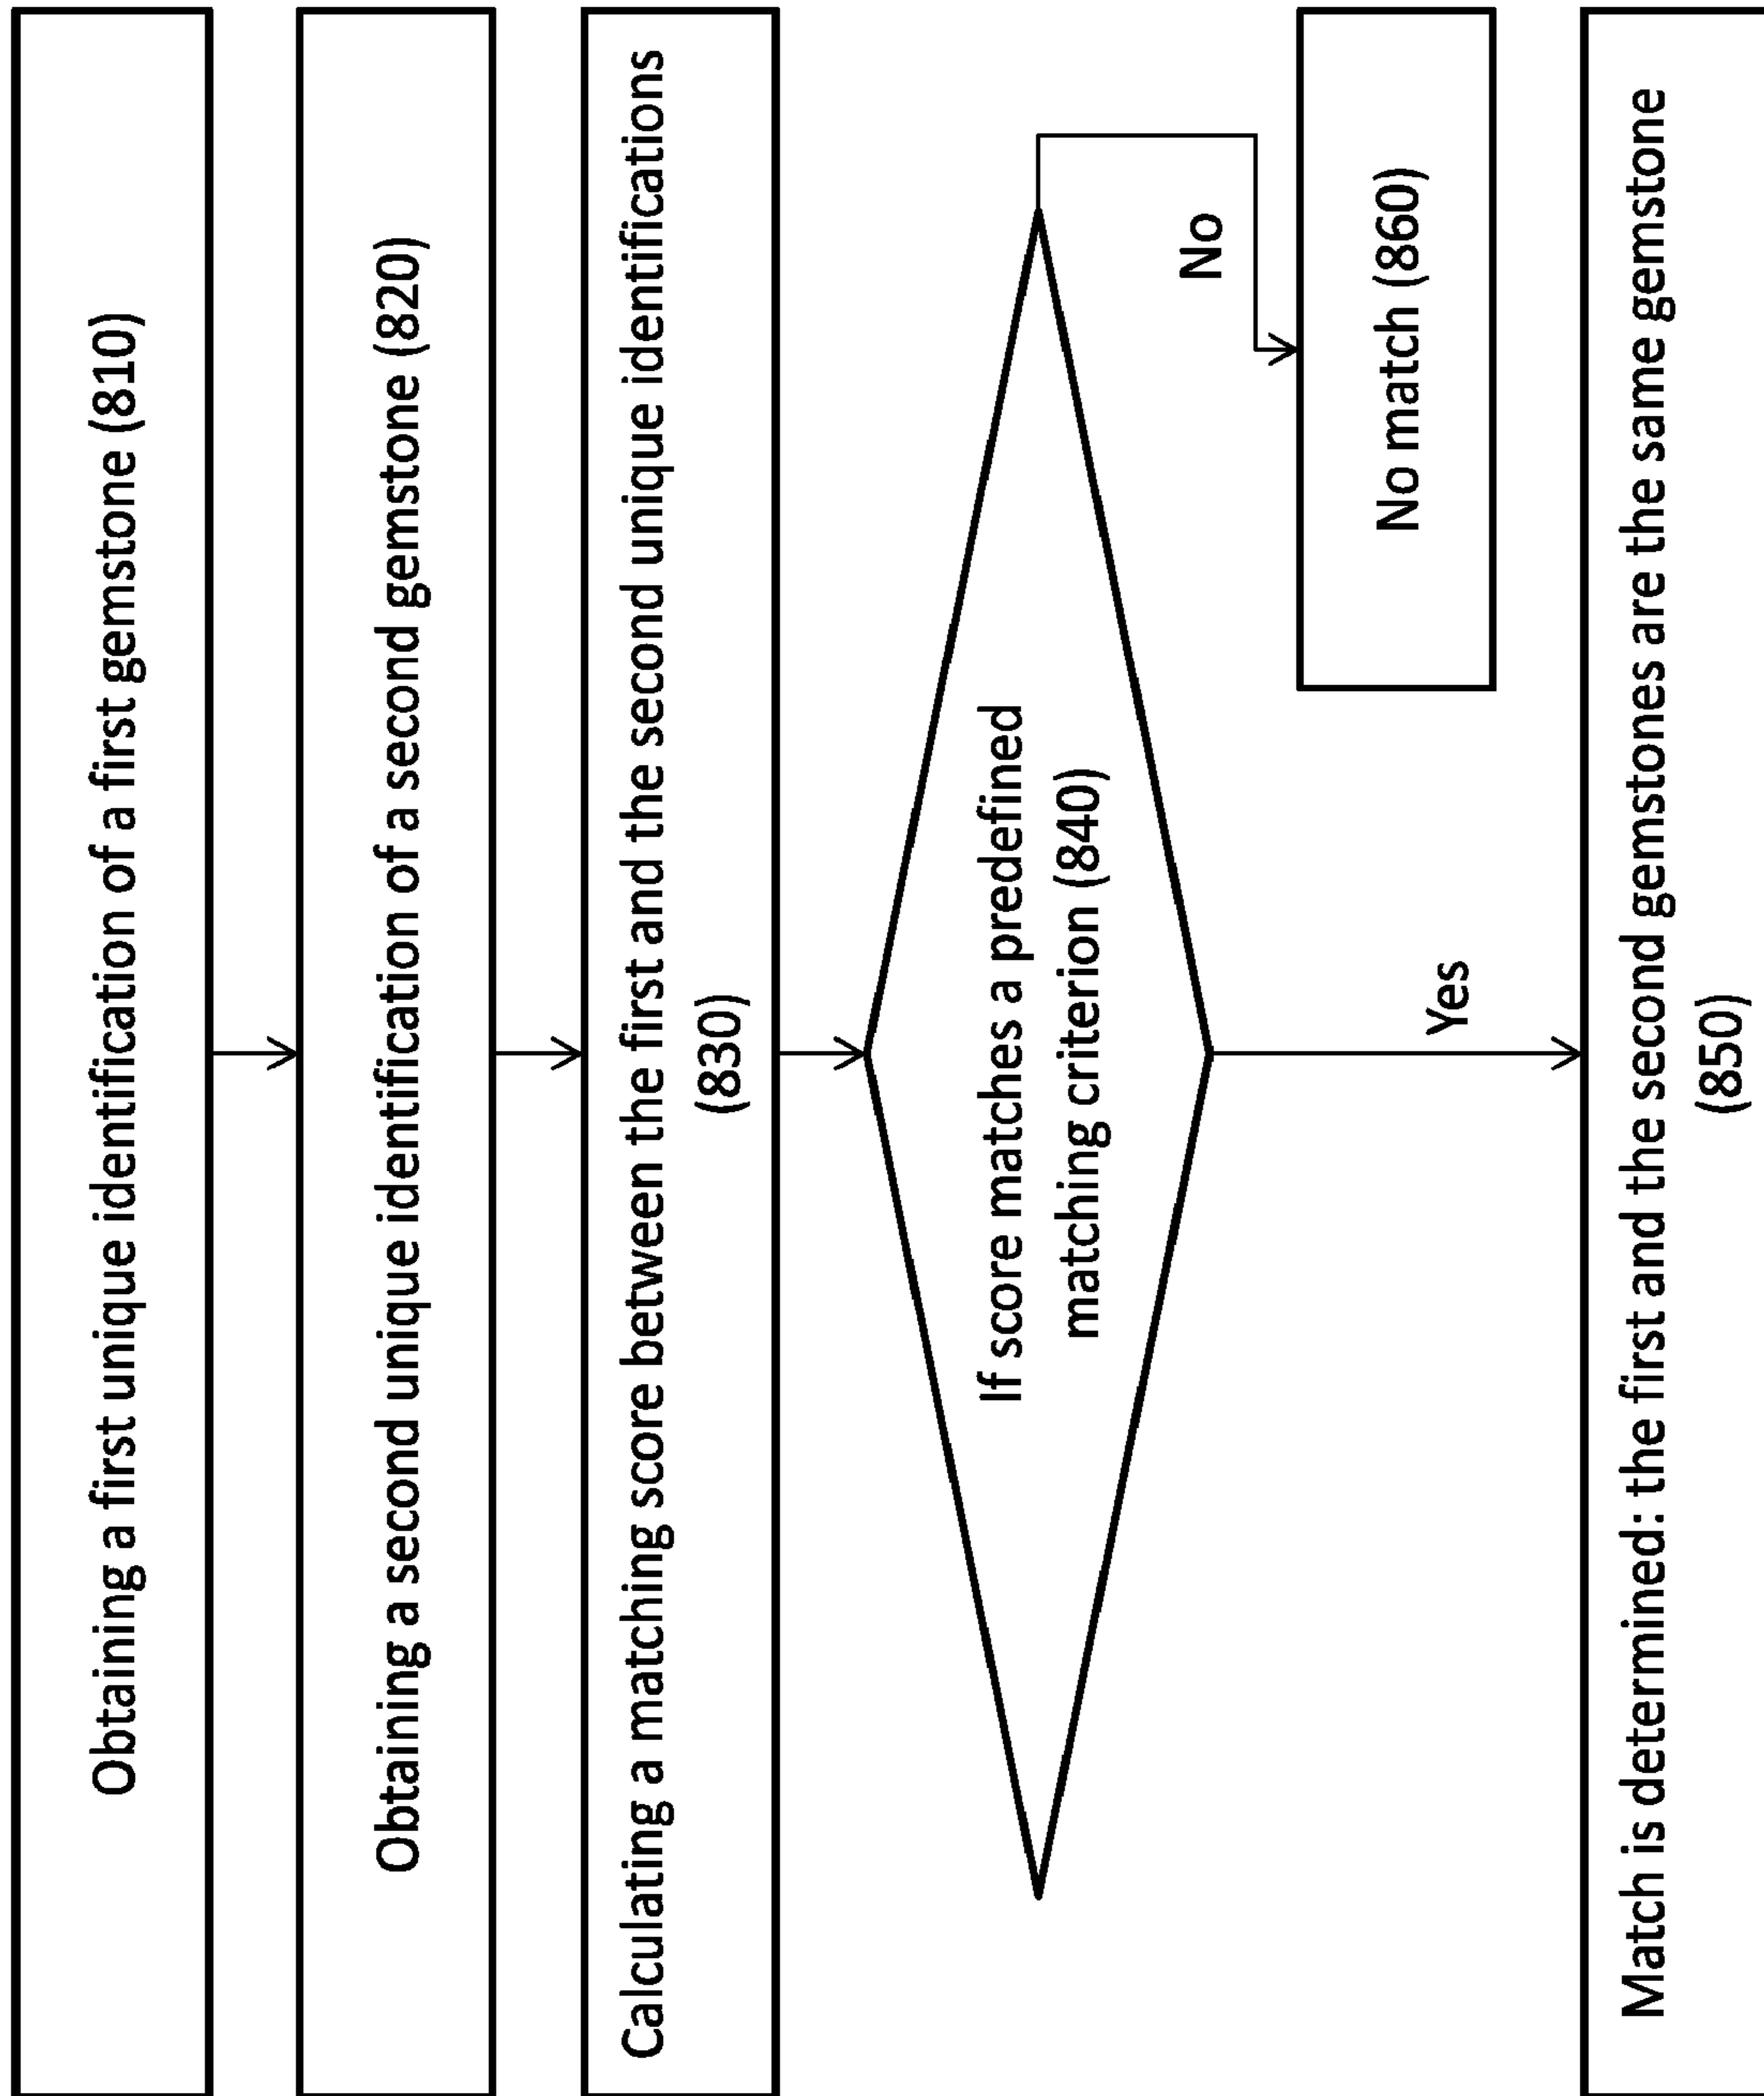 Obtaining a first unique identification of a first gemstone (810)
Obtaining a second unique identification of a second gemstone (820)
Calculating a matching score between the first and the second unique identifications
(830)
If score matches a predefined
matching criterion (840)
No
No match (860)
Yes
Match is determined: the first and the second gemstones are the same gemstone
(850)